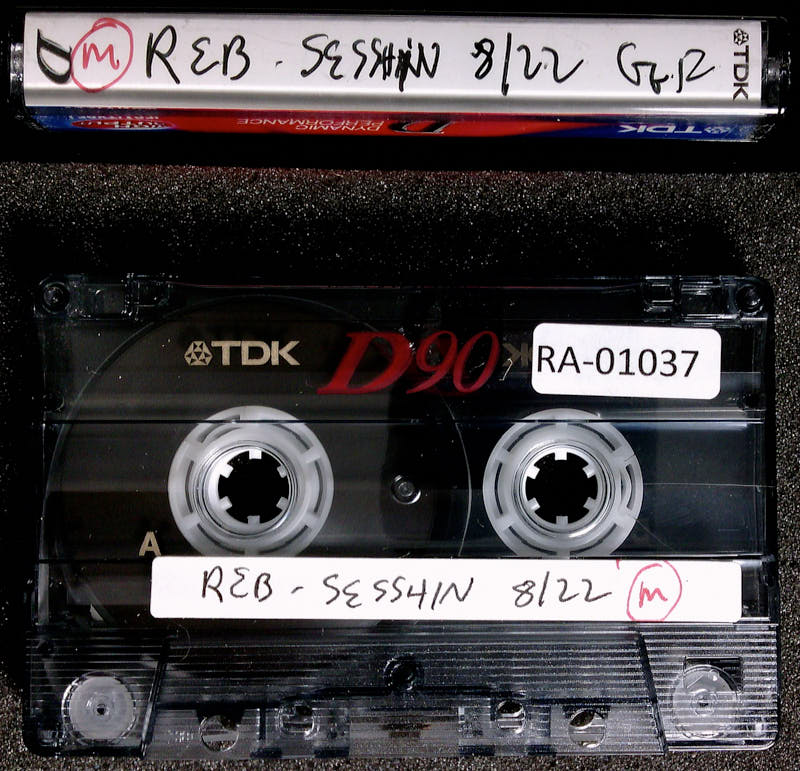 D M REB - SESSHIN 8/22 TDK
DYNAMIC PERFORMANCE D TDK
TDK D90 RA-01037
A
REB - SESSHIN 8/22 M